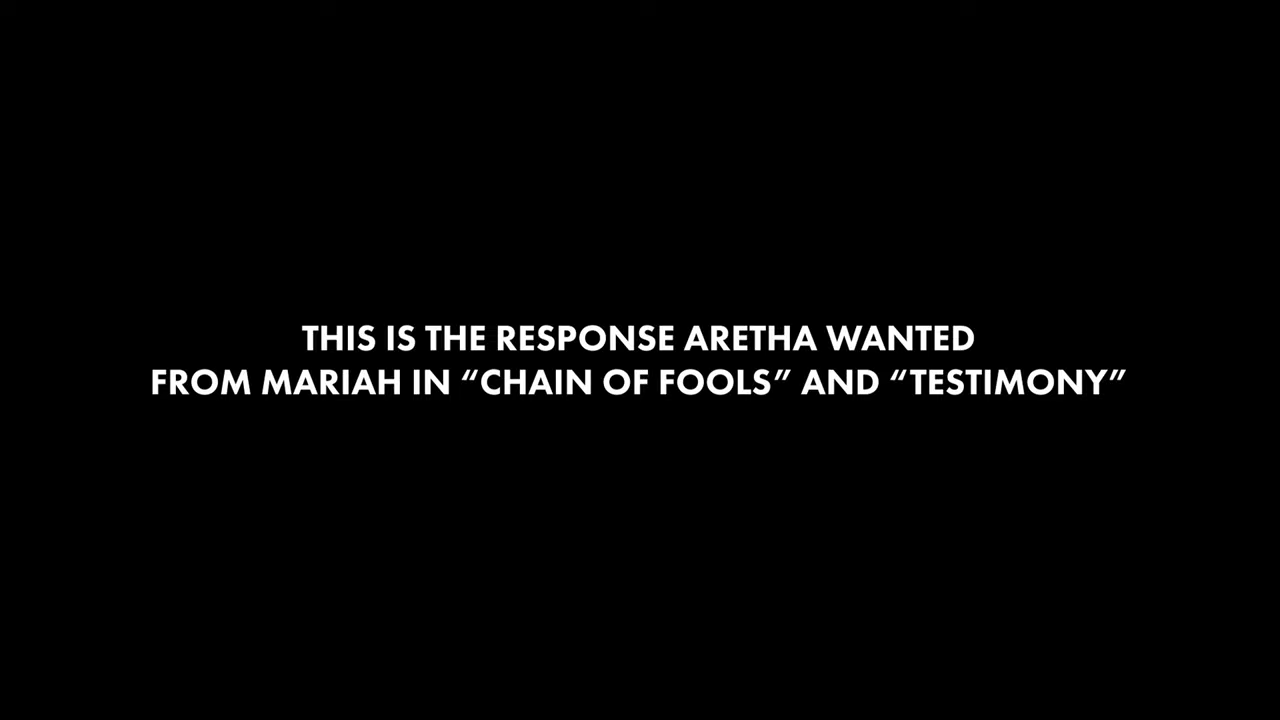 THIS IS THE RESPONSE ARETHA WANTED
FROM MARIAH IN “CHAIN OF FOOLS” AND “TESTIMONY”